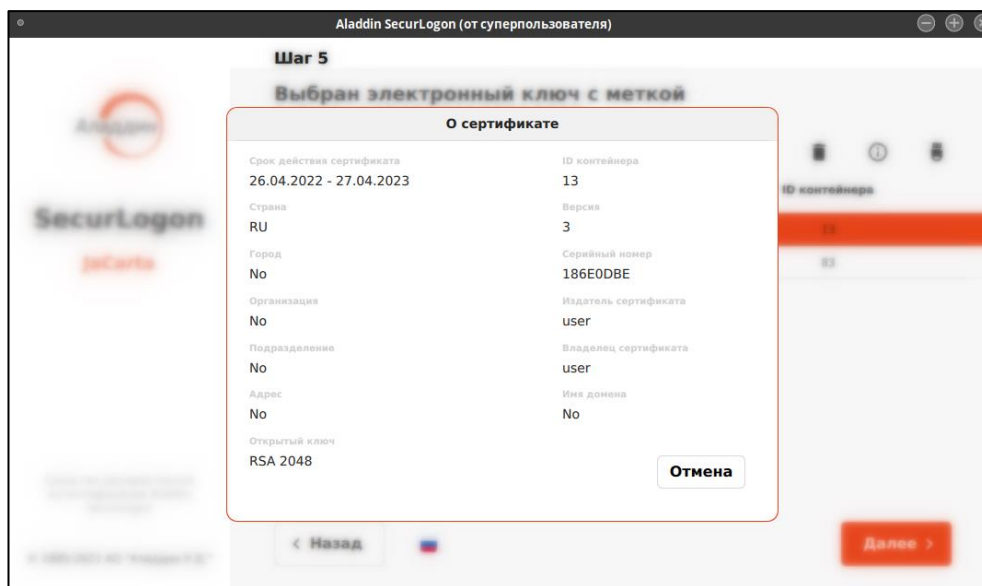 Aladdin SecurLogon (от суперпользователя)
Шаг 5
Выбран электронный ключ с меткой
Аладдин
О сертификате
Срок действия сертификата
26.04.2022 - 27.04.2023
ID контейнера
13
ID контейнера
Страна
RU
Версия
3
SecurLogon
13
Город
No
Серийный номер
186E0DBE
JaCarta
83
Организация
No
Издатель сертификата
user
Подразделение
No
Владелец сертификата
user
Адрес
No
Имя домена
No
Открытый ключ
RSA 2048
Отмена
< Назад
Далее >